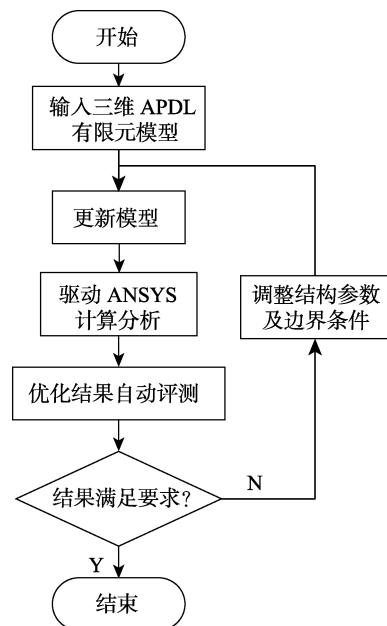 开始
输入三维 APDL
有限元模型
更新模型
驱动 ANSYS
计算分析
调整结构参数
及边界条件
优化结果自动评测
结果满足要求?
N
Y
结束